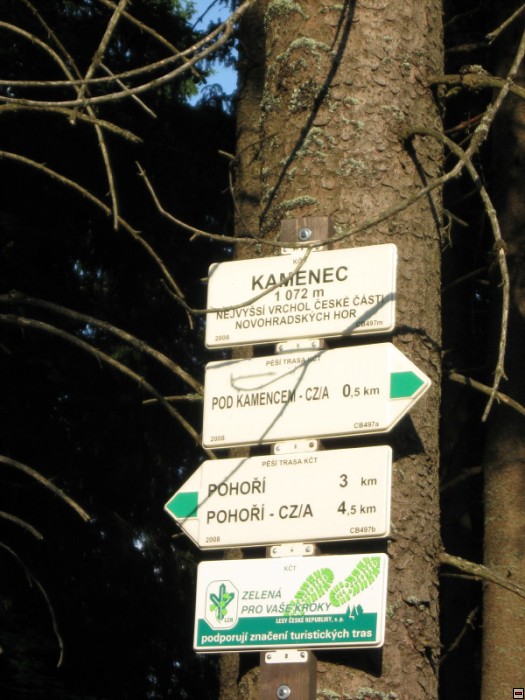 KČT
KAMENEC
1 072 m
NEJVYŠŠÍ VRCHOL ČESKÉ ČÁSTI
NOVOHRADSKÝCH HOR
2008 CB497m
PĚŠÍ TRASA KČT
POD KAMENCEM - CZ/A 0,5 km
2008 CB497a
PĚŠÍ TRASA KČT
POHOŘÍ 3 km
POHOŘÍ - CZ/A 4,5 km
2008 CB497b
KČT
ZELENÁ
PRO VAŠE KROKY
LČR
LESY ČESKÉ REPUBLIKY, s.p.
podporují značení turistických tras